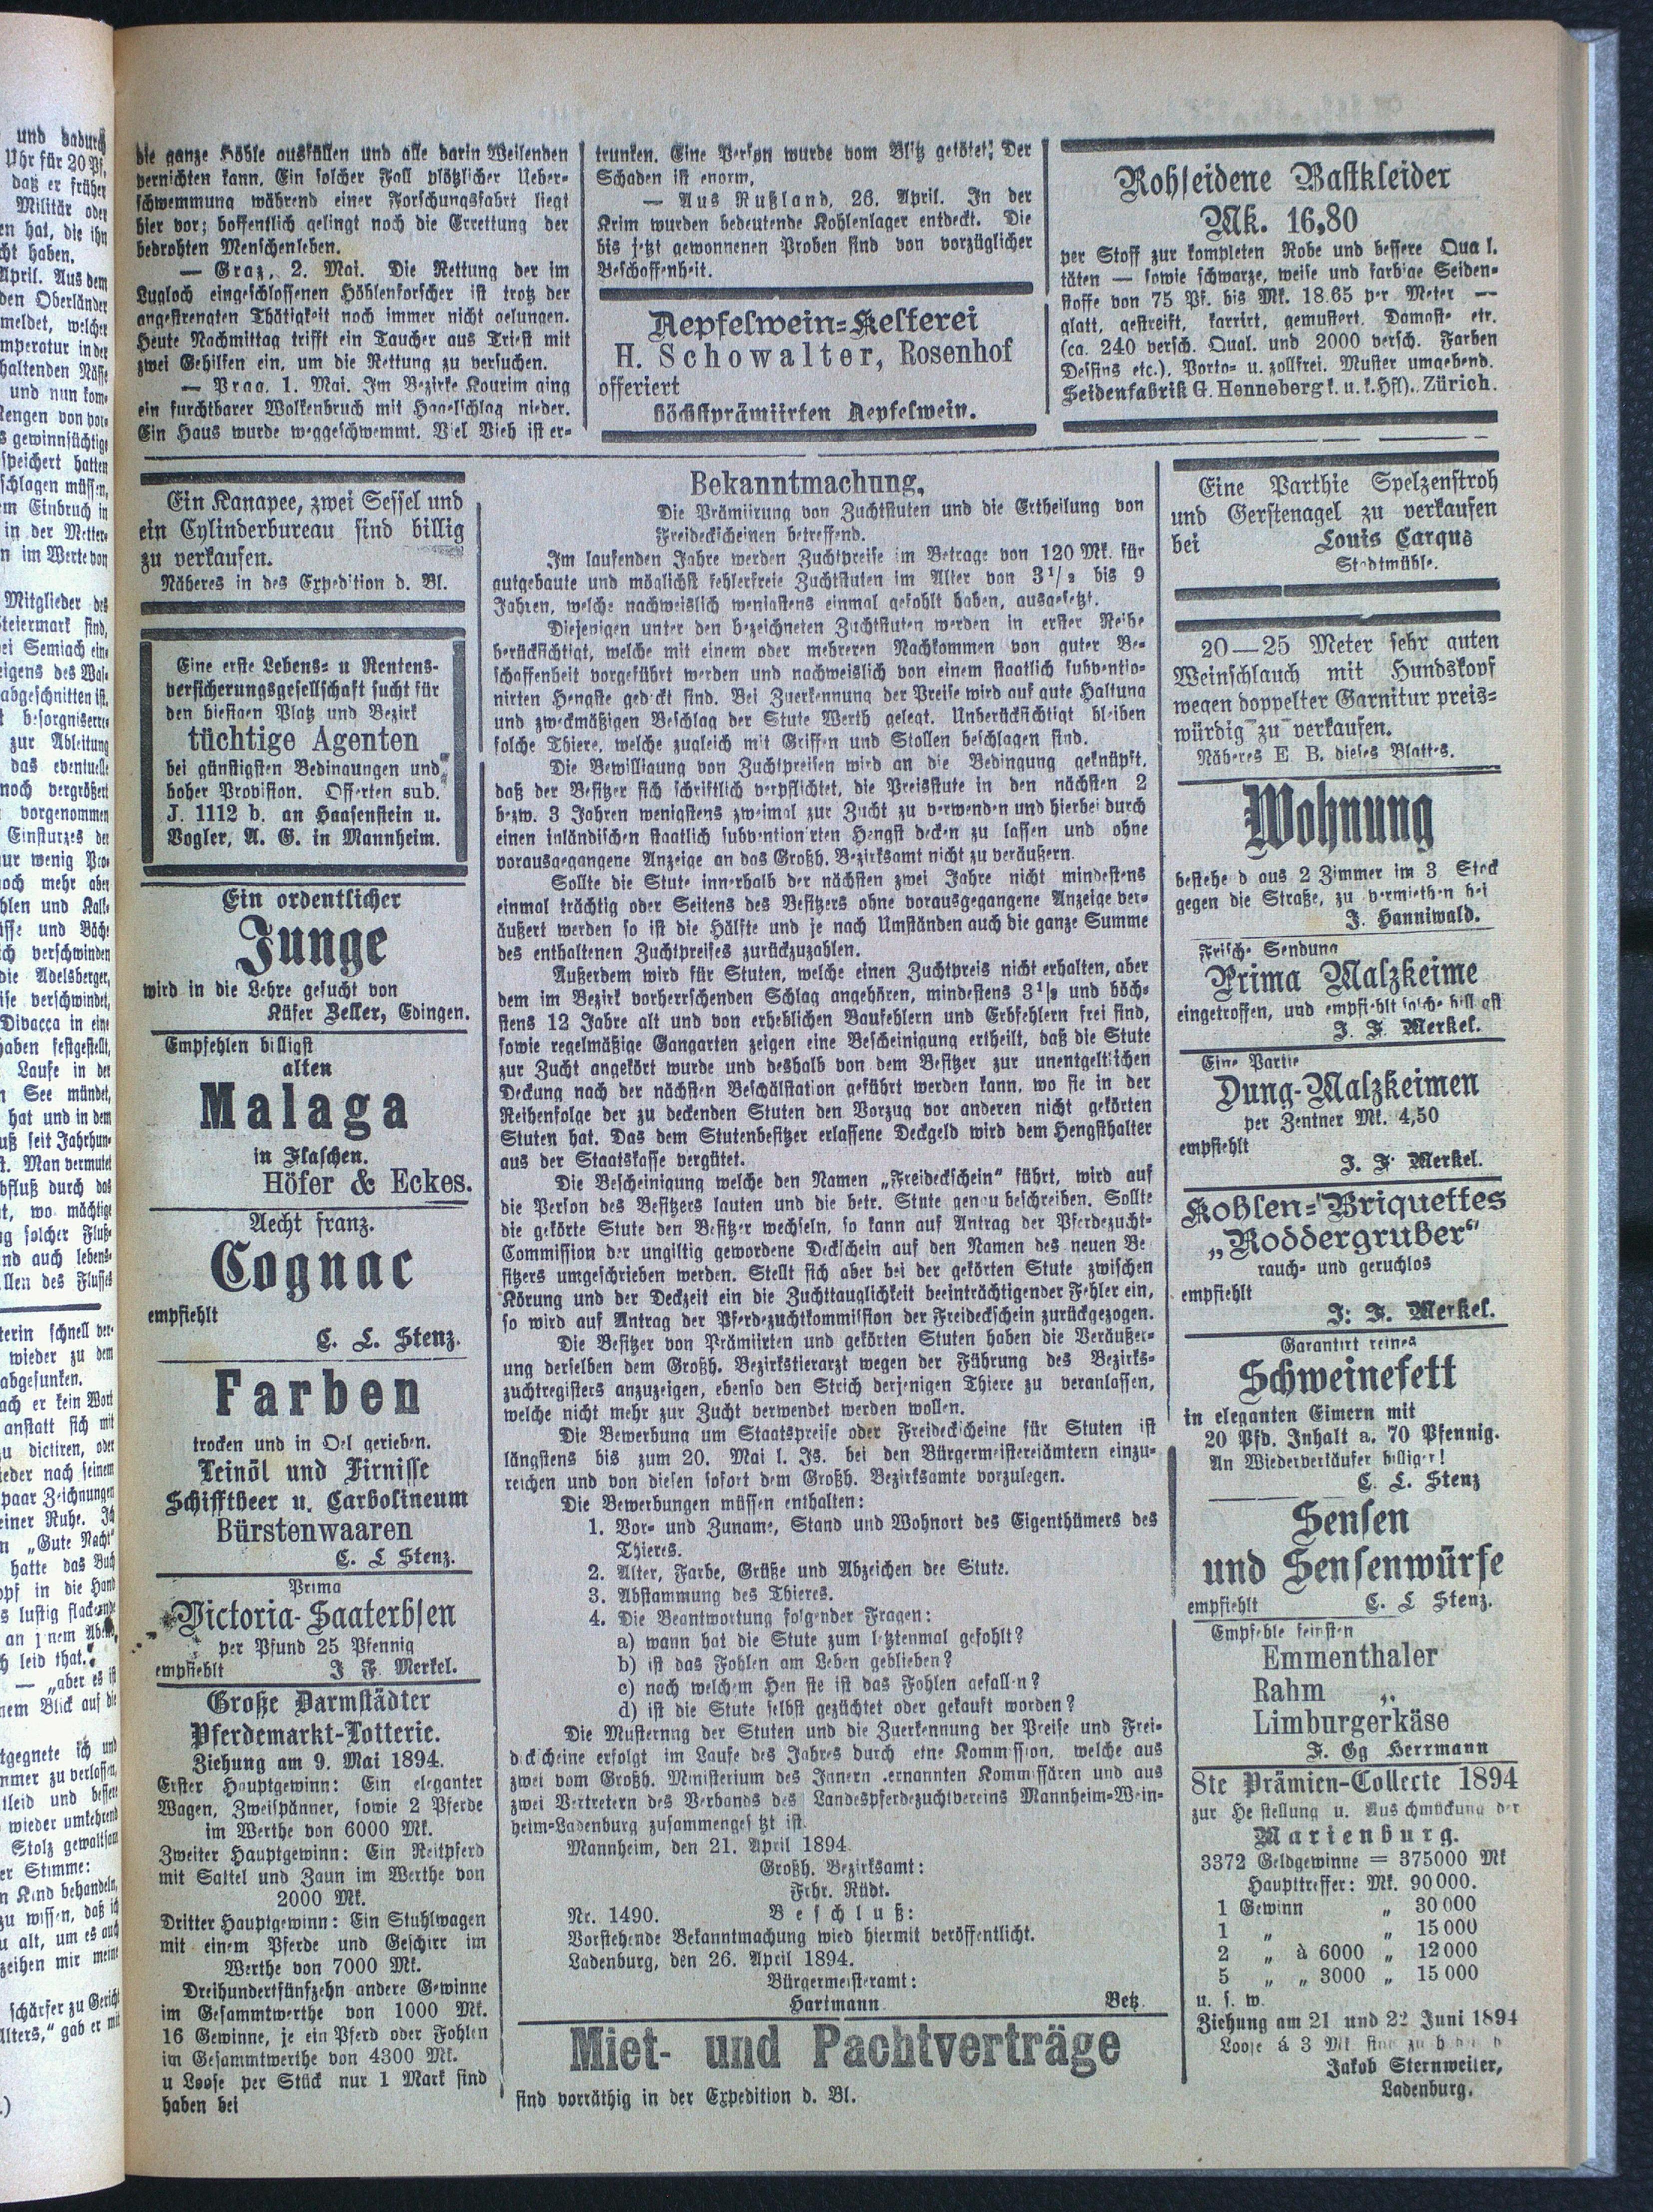 die ganze Höhle ausfüllen und alle darin Weilenden
vernichten kann. Ein solcher Fall plötzlicher Ueber-
schwemmung während einer Forschungsfahrt liegt
hier vor; hoffentlich gelingt noch die Errettung der
bedrohten Menschenleben.
— Graz, 2. Mai. Die Rettung der im
Lugloch eingeschlossenen Höhlenforscher ist trotz der
angestrengten Thätigkeit noch immer nicht gelungen.
Heute Nachmittag trifft ein Taucher aus Triest mit
zwei Gehilfen ein, um die Rettung zu versuchen.
— Prag, 1. Mai. Im Bezirke Kourim ging
ein furchtbarer Wolkenbruch mit Hagelschlag nieder.
Ein Haus wurde weggeschwemmt. Viel Vieh ist er-
trunken. Eine Person wurde vom Blitz getötet. Der
Schaden ist enorm.
— Aus Rußland, 26. April. In der
Krim wurden bedeutende Kohlenlager entdeckt. Die
bis jetzt gewonnenen Proben sind von vorzüglicher
Beschaffenheit.
Aepfelwein-Kelterei
H. Schowalter, Rosenhof
offeriert
höchstprämiirten Aepfelwein.
Rohseidene Bastkleider
Mk. 16,80
per Stoff zur kompleten Robe und bessere Qual.
täten — sowie schwarze, weiße und farbige Seiden-
stoffe von 75 Pf. bis Mk. 18.65 per Meter —
glatt, gestreift, karrirt, gemustert, Damaste etr.
(ca. 240 versch. Qual. und 2000 versch. Farben
Dessins etc.). Porto- u. zollfrei. Muster umgehend.
Seidenfabrik G. Henneberg k. u. k. Hfl).. Zürich.
Ein Kanapee, zwei Sessel und
ein Cylinderbureau sind billig
zu verkaufen.
Näheres in des Expedition d. Bl.
Eine erste Lebens- u Rentens-
versicherungsgesellschaft sucht für
den hiesigen Platz und Bezirk
tüchtige Agenten
bei günstigsten Bedingungen und
hoher Provision. Offerten sub.
J. 1112 b. an Haasenstein u.
Vogler, A. G. in Mannheim.
Ein ordentlicher
Junge
wird in die Lehre gesucht von
Küfer Zeller, Edingen.
Empfehlen billigst
alten
Malaga
in Flaschen.
Höfer & Eckes.
Aecht franz.
Cognac
empfiehlt
C. L. Stenz.
Farben
trocken und in Oel gerieben.
Leinöl und Firnisse
Schifftheer u. Carbolineum
Bürstenwaaren
C. L Stenz.
Prima
Victoria-Saaterbsen
per Pfund 25 Pfennig
empfiehlt J F. Merkel.
Große Darmstädter
Pferdemarkt-Lotterie.
Ziehung am 9. Mai 1894.
Erster Hauptgewinn: Ein eleganter
Wagen, Zweispänner, sowie 2 Pferde
im Werthe von 6000 Mk.
Zweiter Hauptgewinn: Ein Reitpferd
mit Sattel und Zaun im Werthe von
2000 Mk.
Dritter Hauptgewinn: Ein Stuhlwagen
mit einem Pferde und Geschirr im
Werthe von 7000 Mk.
Dreihundertfünfzehn andere Gewinne
im Gesammtwerthe von 1000 Mk.
16 Gewinne, je ein Pferd oder Fohlen
im Gesammtwerthe von 4300 Mk.
u Loose per Stück nur 1 Mark sind
haben bei
Bekanntmachung,
Die Prämiirung von Zuchtstuten und die Ertheilung von
Freideckscheinen betreffend.
Im laufenden Jahre werden Zuchtpreise im Betrage von 120 Mk. für
gutgebaute und möglichst fehlerfreie Zuchtstuten im Alter von 3½ bis 9
Jahren, welche nachweislich wenigstens einmal gefohlt haben, ausgesetzt.
Diejenigen unter den bezeichneten Zuchtstuten werden in erster Reihe
berücksichtigt, welche mit einem oder mehreren Nachkommen von guter Be-
schaffenheit vorgeführt werden und nachweislich von einem staatlich subventio-
nirten Hengste gedeckt sind. Bei Zuerkennung der Preise wird auf gute Haltung
und zweckmäßigen Beschlag der Stute Werth gelegt. Unberücksichtigt bleiben
solche Thiere, welche zugleich mit Griffen und Stollen beschlagen sind.
Die Bewilligung von Zuchtpreisen wird an die Bedingung geknüpft,
daß der Besitzer sich schriftlich verpflichtet, die Preisstute in den nächsten 2
bezw. 3 Jahren wenigstens zweimal zur Zucht zu verwenden und hierbei durch
einen inländischen staatlich subventionirten Hengst decken zu lassen und ohne
vorausgegangene Anzeige an das Großh. Bezirksamt nicht zu veräußern.
Sollte die Stute innerhalb der nächsten zwei Jahre nicht mindestens
einmal trächtig oder Seitens des Besitzers ohne vorausgegangene Anzeige ver-
äußert werden so ist die Hälfte und je nach Umständen auch die ganze Summe
des enthaltenen Zuchtpreises zurückzuzahlen.
Außerdem wird für Stuten, welche einen Zuchtpreis nicht erhalten, aber
dem im Bezirk vorherrschenden Schlag angehören, mindestens 3½ und höch-
stens 12 Jahre alt und von erheblichen Baufehlern und Erbfehlern frei sind,
sowie regelmäßige Gangarten zeigen eine Bescheinigung ertheilt, daß die Stute
zur Zucht angekört wurde und deshalb von dem Besitzer zur unentgeltlichen
Deckung nach der nächsten Beschälstation geführt werden kann, wo sie in der
Reihenfolge der zu deckenden Stuten den Vorzug vor anderen nicht gekörten
Stuten hat. Das dem Stutenbesitzer erlassene Deckgeld wird dem Hengsthalter
aus der Staatskasse vergütet.
Die Bescheinigung welche den Namen „Freideckschein“ führt, wird auf
die Person des Besitzers lauten und die betr. Stute genau beschreiben. Sollte
die gekörte Stute den Besitzer wechseln, so kann auf Antrag der Pferdezucht-
Commission der ungiltig gewordene Deckschein auf den Namen des neuen Be
sitzers umgeschrieben werden. Stellt sich aber bei der gekörten Stute zwischen
Körung und der Deckzeit ein die Zuchttauglichkeit beeinträchtigender Fehler ein,
so wird auf Antrag der Pferdezuchtkommission der Freideckschein zurückgezogen.
Die Besitzer von Prämiirten und gekörten Stuten haben die Veräußer-
ung derselben dem Großh. Bezirkstierarzt wegen der Führung des Bezirks-
zuchtregisters anzuzeigen, ebenso den Strich derjenigen Thiere zu veranlassen,
welche nicht mehr zur Zucht verwendet werden wollen.
Die Bewerbung um Staatspreise oder Freideckscheine für Stuten ist
längstens bis zum 20. Mai l. Js. bei den Bürgermeistereiämtern einzu-
reichen und von diesen sofort dem Großh. Bezirksamte vorzulegen.
Die Bewerbungen müssen enthalten:
1. Vor- und Zuname, Stand und Wohnort des Eigenthümers des
Thieres.
2. Alter, Farbe, Größe und Abzeichen dee Stute.
3. Abstammung des Thieres.
4. Die Beantwortung folgender Fragen:
a) wann hat die Stute zum letztenmal gefohlt?
b) ist das Fohlen am Leben geblieben?
c) nach welchem Hen ste ist das Fohlen gefallen?
d) ist die Stute selbst gezüchtet oder gekauft worden?
Die Musternng der Stuten und die Zuerkennung der Preise und Frei-
deckscheine erfolgt im Laufe des Jahres durch etne Kommission, welche aus
zwei vom Großh. Ministerium des Innern ernannten Kommissären und aus
zwei Vertretern des Verbands des Landespferdezuchtvereins Mannheim-Wein-
heim-Ladenburg zusammengesetzt ist.
Mannheim, den 21. April 1894.
Großh. Bezirksamt:
Frhr. Rüdt.
Nr. 1490. Beschluß:
Vorstehende Bekanntmachung wird hiermit veröffentlicht.
Ladenburg, den 26. April 1894.
Bürgermeisteramt:
Hartmann. Betz.
Miet- und Pachtverträge
sind vorräthig in der Expedition d. Bl.
Eine Parthie Spelzenstroh
und Gerstenagel zu verkaufen
bei Louis Carqus
Stadtmühle.
20—25 Meter sehr guten
Weinschlauch mit Hundskopf
wegen doppelter Garnitur preis-
würdig zu verkaufen.
Näheres E. B. dieses Blattes.
Wohnung
bestehe d aus 2 Zimmer im 3. Stock
gegen die Straße, zu vermiethen bei
J. Hanniwald.
Frische Sendung
Prima Malzkeime
eingetroffen, und empfiehlt solche billigst
J. F. Merkel.
Eine Partie
Dung-Malzkeimen
per Zentner Mk. 4,50
empfiehlt
J. F. Merkel.
Kohlen-Briquettes
„Roddergruber“
rauch- und geruchlos
empfiehlt
J: F. Merkel.
Garantirt reines
Schweinefett
in eleganten Eimern mit
20 Pfd. Inhalt a. 70 Pfennig.
An Wiederverkäufer billiger!
C. L. Stenz
Sensen
und Sensenwürfe
empfiehlt C. L Stenz.
Empfehle feinsten
Emmenthaler
Rahm „
Limburgerkäse
F. Gg Herrmann
8te Prämien-Collecte 1894
zur He stellung u. Ausschmückung der
Marienburg.
3372 Geldgewinne = 375000 Mk
Haupttreffer: Mk. 90000.
1 Gewinn „ 30 000
1 „ „ 15 000
2 „ à 6000 „ 12 000
5 „ „ 3000 „ 15 000
u. s. w.
Ziehung am 21 und 22 Juni 1894
Loose á 3 Mk
Jakob Sternweiler,
Ladenburg.